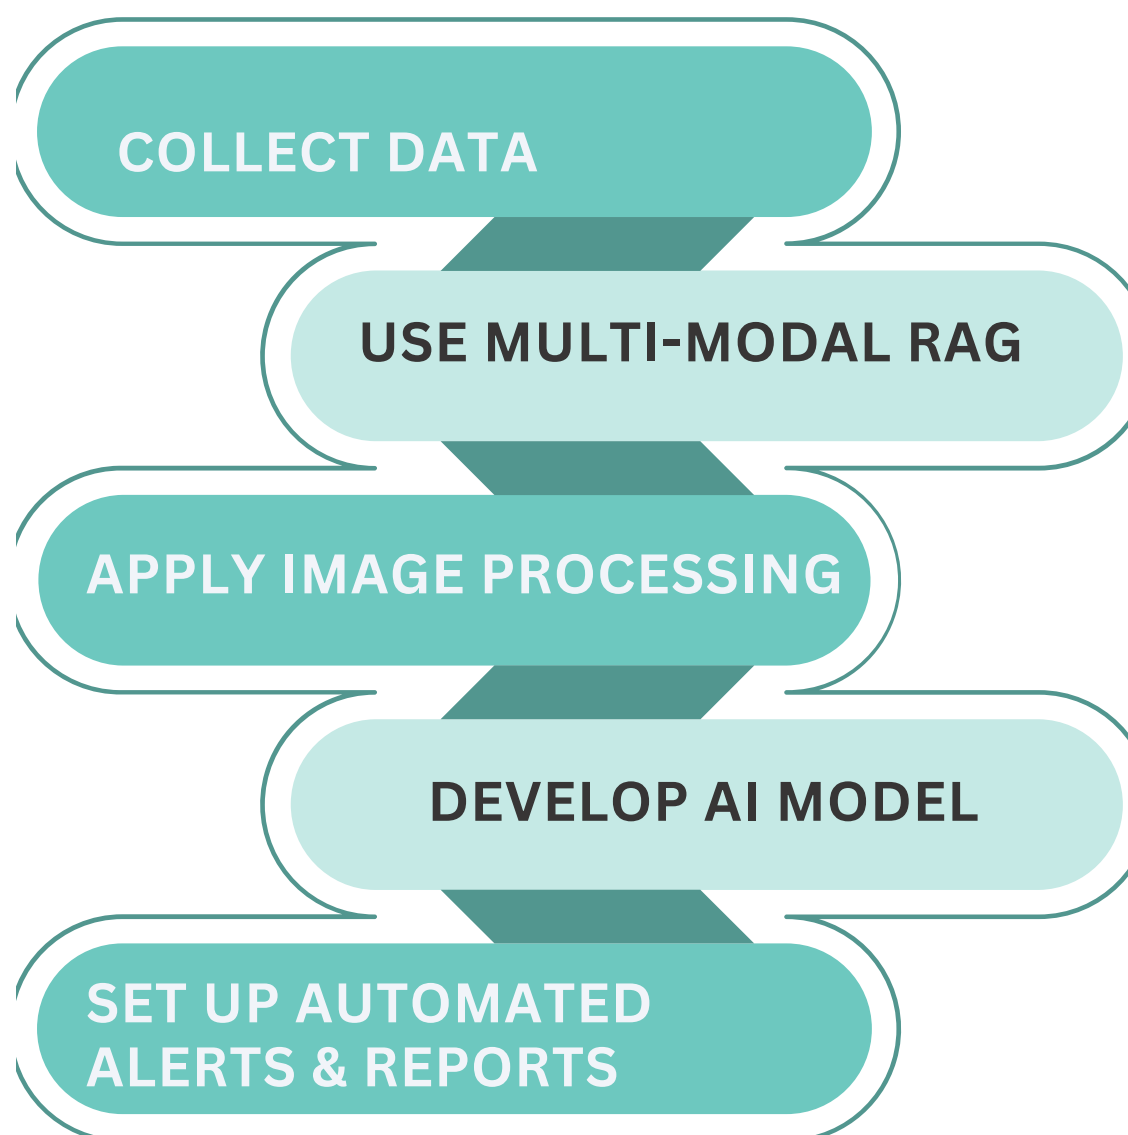 COLLECT DATA
USE MULTI-MODAL RAG
APPLY IMAGE PROCESSING
DEVELOP AI MODEL
SET UP AUTOMATED
ALERTS & REPORTS